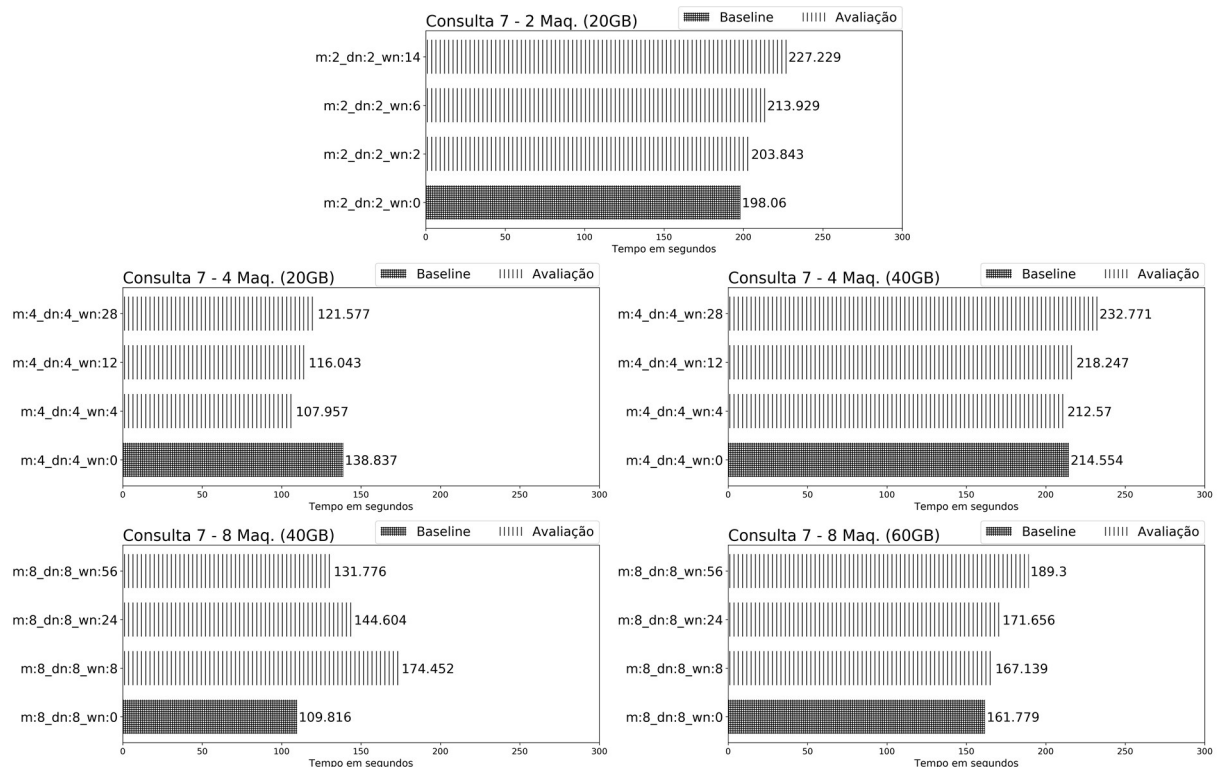 Consulta 7 - 2 Maq. (20GB)
Baseline Avaliação
m:2_dn:2_wn:14 227.229
m:2_dn:2_wn:6 213.929
m:2_dn:2_wn:2 203.843
m:2_dn:2_wn:0 198.06
0 50 100 150 200 250 300
Tempo em segundos
Consulta 7 - 4 Maq. (20GB)
Baseline Avaliação
m:4_dn:4_wn:28 121.577
m:4_dn:4_wn:12 116.043
m:4_dn:4_wn:4 107.957
m:4_dn:4_wn:0 138.837
0 50 100 150 200 250 300
Tempo em segundos
Consulta 7 - 4 Maq. (40GB)
Baseline Avaliação
m:4_dn:4_wn:28 232.771
m:4_dn:4_wn:12 218.247
m:4_dn:4_wn:4 212.57
m:4_dn:4_wn:0 214.554
0 50 100 150 200 250 300
Tempo em segundos
Consulta 7 - 8 Maq. (40GB)
Baseline Avaliação
m:8_dn:8_wn:56 131.776
m:8_dn:8_wn:24 144.604
m:8_dn:8_wn:8 174.452
m:8_dn:8_wn:0 109.816
0 50 100 150 200 250 300
Tempo em segundos
Consulta 7 - 8 Maq. (60GB)
Baseline Avaliação
m:8_dn:8_wn:56 189.3
m:8_dn:8_wn:24 171.656
m:8_dn:8_wn:8 167.139
m:8_dn:8_wn:0 161.779
0 50 100 150 200 250 300
Tempo em segundos